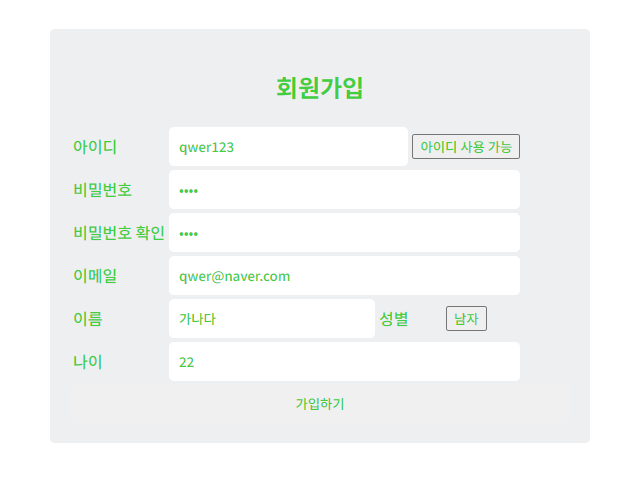 회원가입
아이디 qwer123 아이디 사용 가능
비밀번호 ••••
비밀번호 확인 ••••
이메일 qwer@naver.com
이름 가나다 성별 남자
나이 22
가입하기